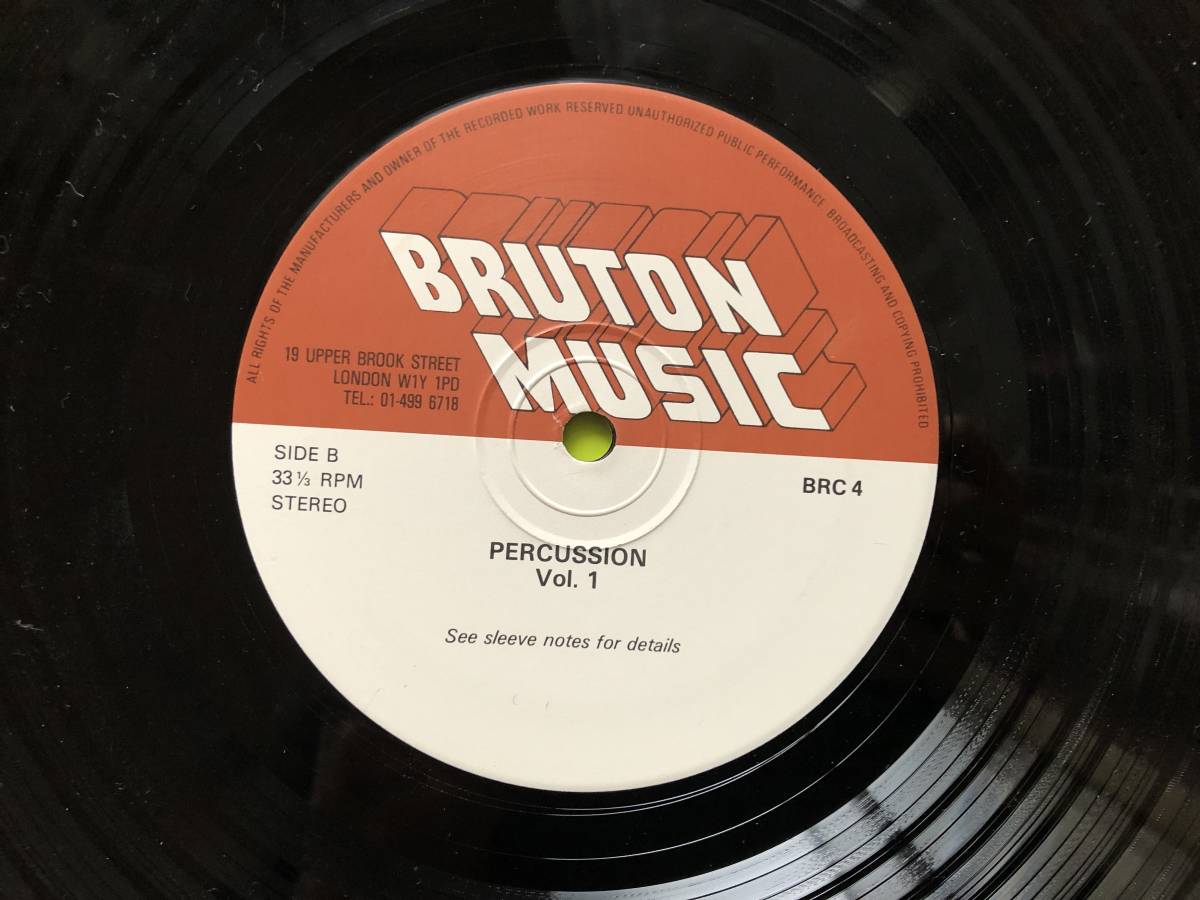 ALL RIGHTS OF THE MANUFACTURERS AND OWNER OF THE RECORDED WORK RESERVED UNAUTHORIZED PUBLIC PERFORMANCE BROADCASTING AND COPYING PROHIBITED
BRUTON
MUSIC
19 UPPER BROOK STREET
LONDON W1Y 1PD
TEL.: 01-499 6718
SIDE B
33 ⅓ RPM
STEREO
BRC 4
PERCUSSION
Vol. 1
See sleeve notes for details